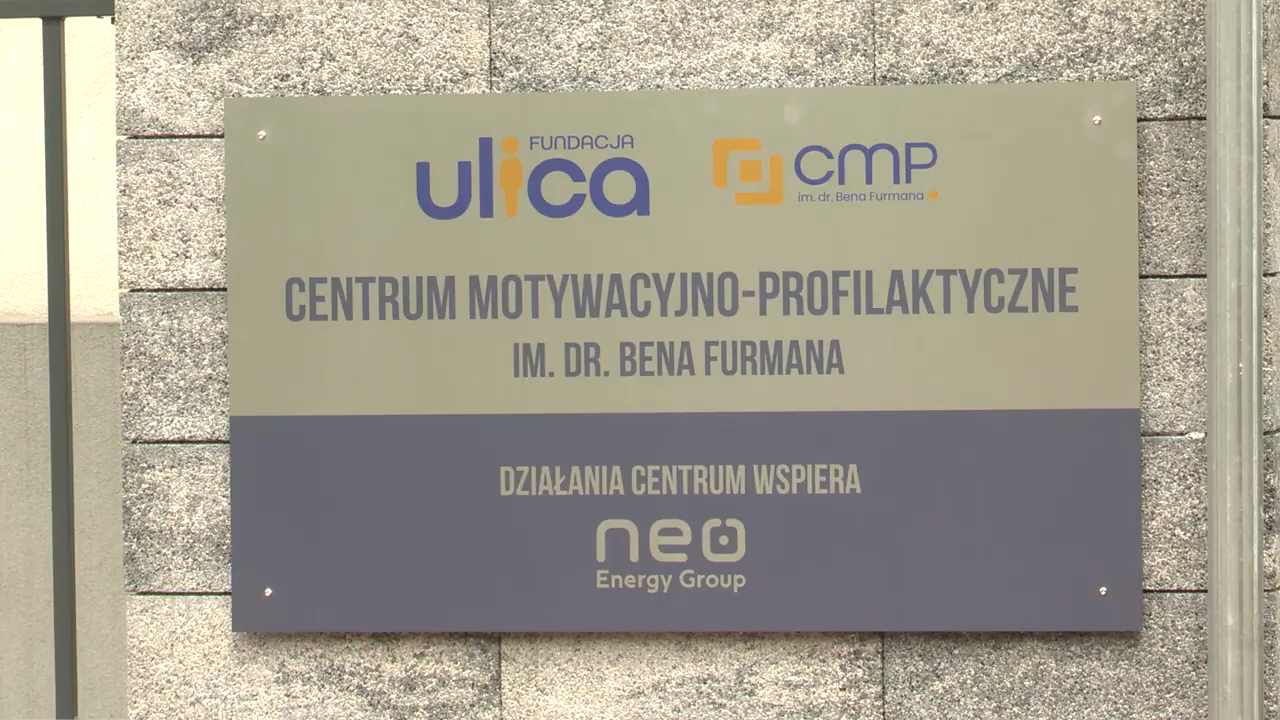 FUNDACJA
ulica
CMP
im. dr. Bena Furmana
CENTRUM MOTYWACYJNO-PROFILAKTYCZNE
IM. DR. BENA FURMANA
DZIAŁANIA CENTRUM WSPIERA
neo
Energy Group